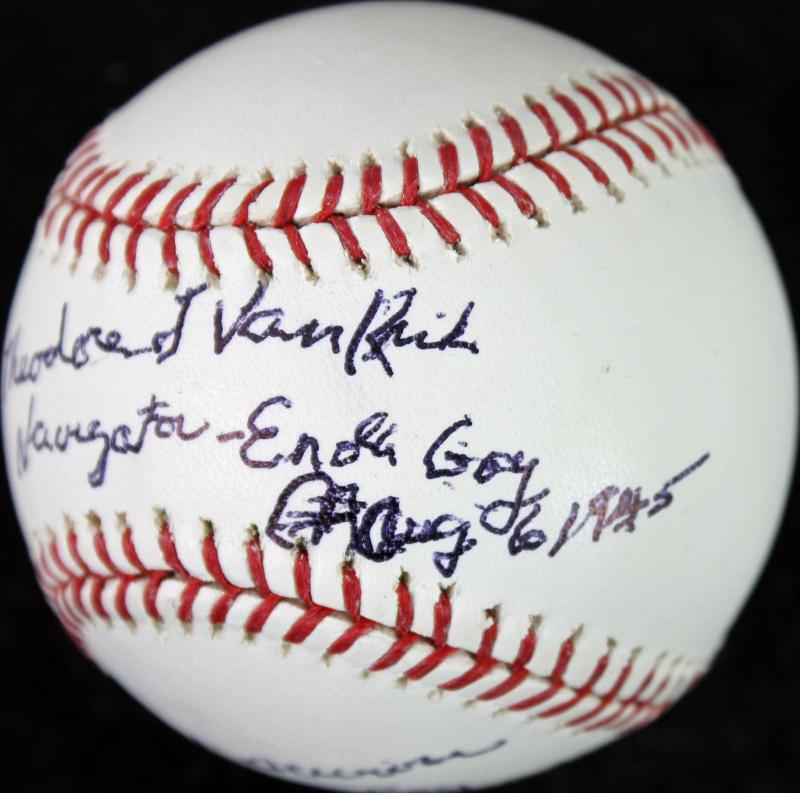 Theodore J Van Kirk
Navigator - Enola Gay
Aug 6 1945